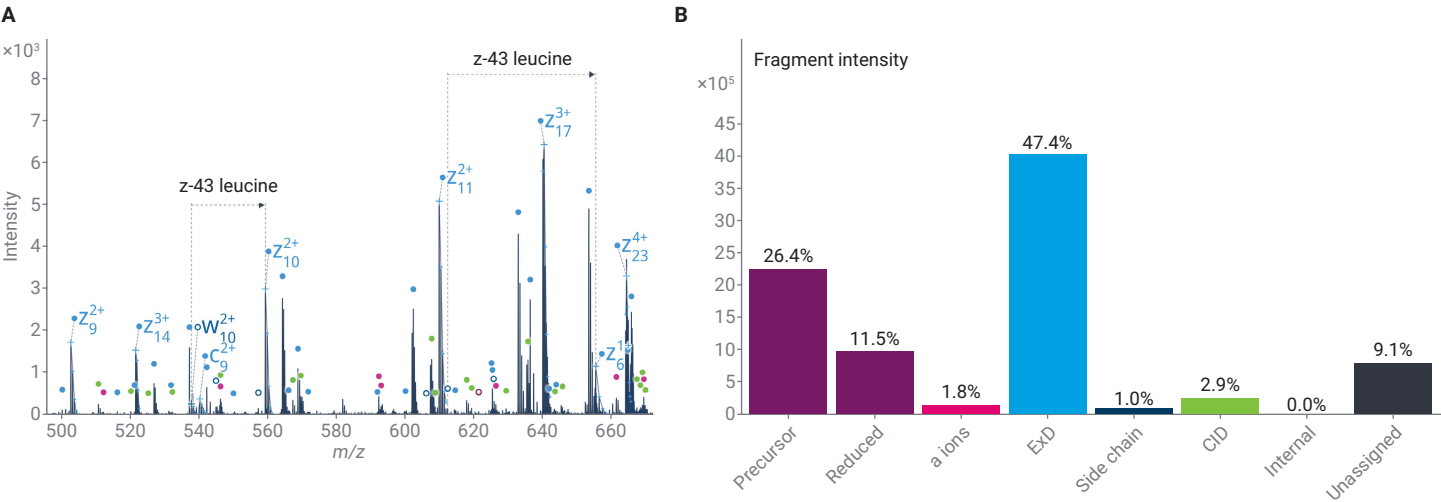 A
×10³
8
7
6
5
4
3
2
1
0
Intensity
500
520
540
560
580
600
620
640
660
m/z
z-43 leucine
z-43 leucine
z₉²⁺
z₁₄³⁺
w₁₀²⁺
c₉²⁺
z₁₀²⁺
z₁₁²⁺
z₁₇³⁺
z₂₃⁴⁺
z₆¹⁺
B
Fragment intensity
×10⁵
45
40
35
30
25
20
15
10
5
0
26.4%
11.5%
1.8%
47.4%
1.0%
2.9%
0.0%
9.1%
Precursor
Reduced
a ions
ExD
Side chain
CID
Internal
Unassigned